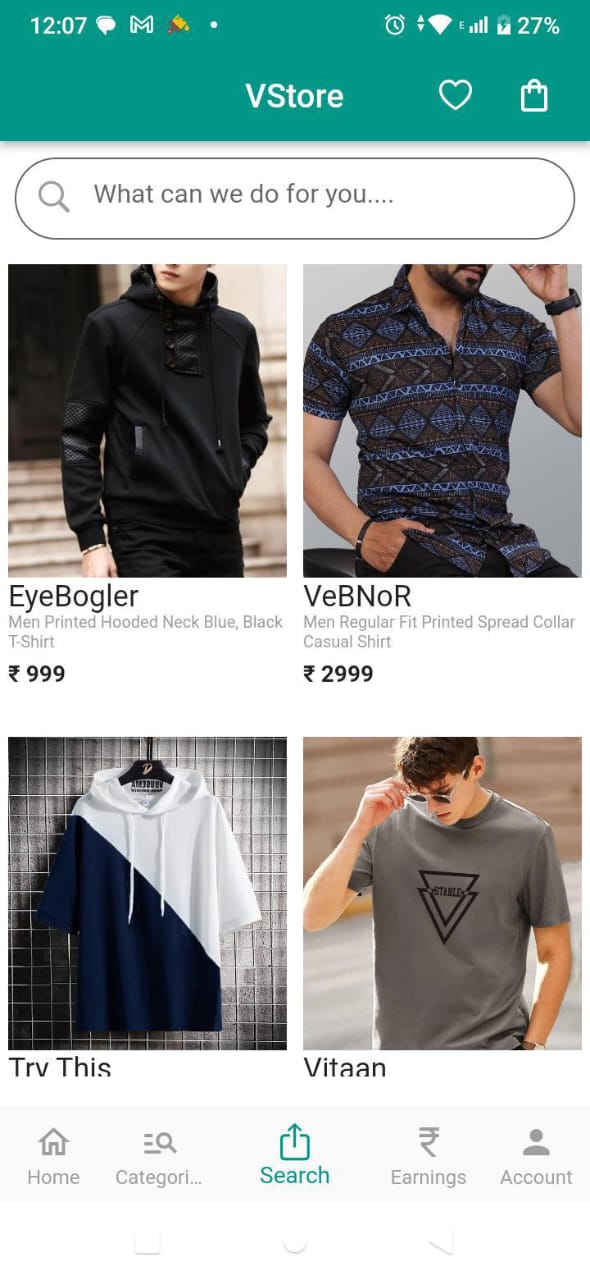 12:07
E
27%
VStore
What can we do for you....
EyeBogler
Men Printed Hooded Neck Blue, Black
T-Shirt
₹ 999
VeBNoR
Men Regular Fit Printed Spread Collar
Casual Shirt
₹ 2999
STABLE
Try This
Vitaan
Home
Categori...
Search
Earnings
Account